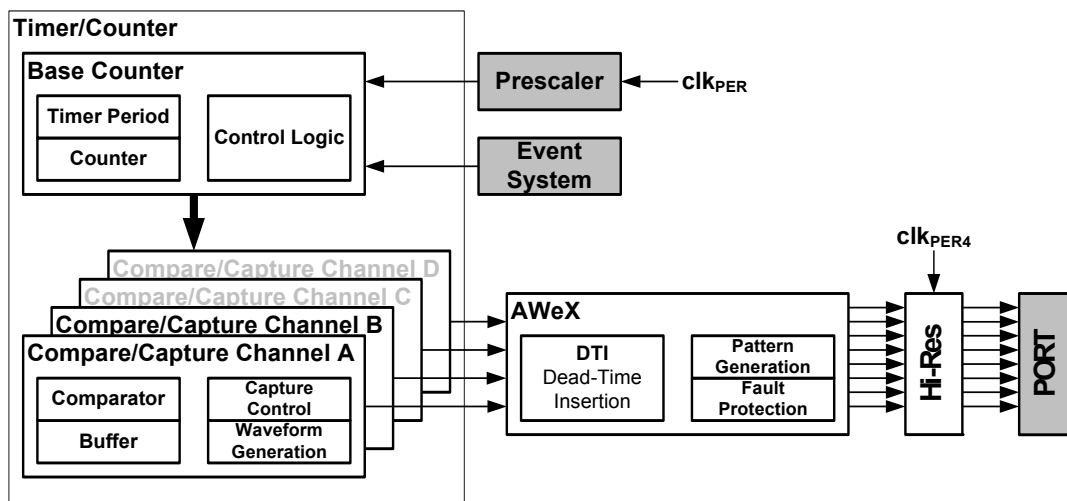 Timer/Counter
Base Counter
Timer Period
Counter
Control Logic
Prescaler
clkPER
Event
System
Compare/Capture Channel D
Compare/Capture Channel C
Compare/Capture Channel B
Compare/Capture Channel A
Comparator
Buffer
Capture
Control
Waveform
Generation
AWeX
DTI
Dead-Time
Insertion
Pattern
Generation
Fault
Protection
clkPER4
Hi-Res
PORT